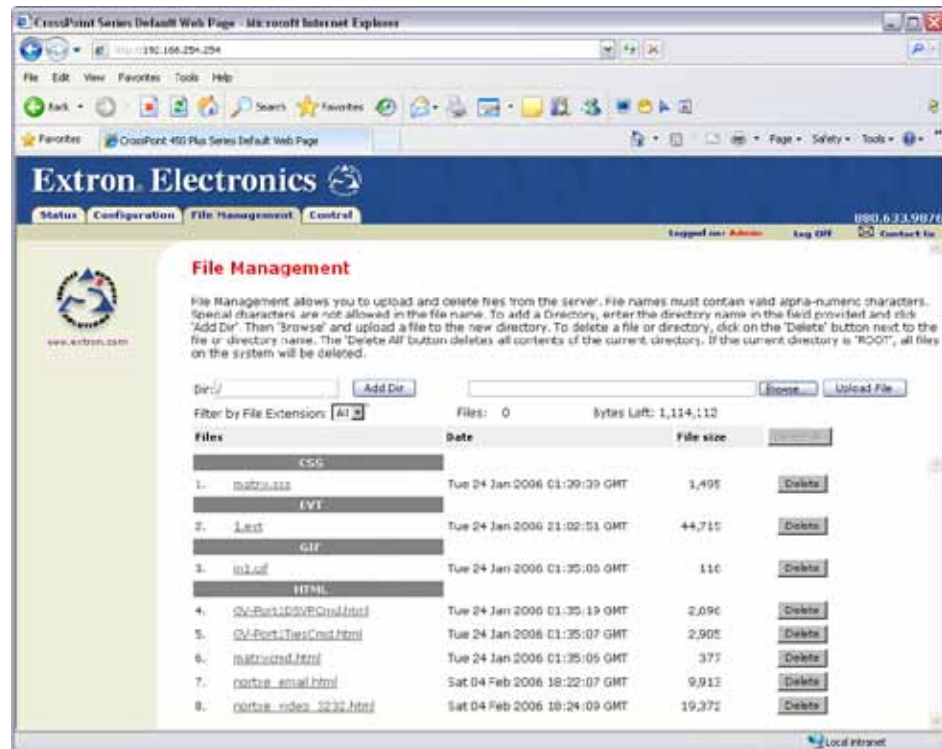 CrossPoint Series Default Web Page - Microsoft Internet Explorer
http://192.168.254.254
File Edit View Favorites Tools Help
Back Search Favorites
Favorites CrossPoint 450 Plus Series Default Web Page Page Safety Tools
Extron. Electronics
Status Configuration File Management Control
800.633.9876
Logged on: Admin Log Off Contact Us
www.extron.com
File Management
File Management allows you to upload and delete files from the server. File names must contain valid alpha-numeric characters.
Special characters are not allowed in the file name. To add a Directory, enter the directory name in the field provided and click
'Add Dir'. Then 'Browse' and upload a file to the new directory. To delete a file or directory, click on the 'Delete' button next to the
file or directory name. The 'Delete All' button deletes all contents of the current directory. If the current directory is 'ROOT', all files
on the system will be deleted.
Dir:/ Add Dir Browse... Upload File
Filter by File Extension: All Files: 0 Bytes Left: 1,114,112
Files Date File size Delete All
CSS
1. Tue 24 Jan 2006 01:39:39 GMT 1,495 Delete
EVT
2. 1.evt Tue 24 Jan 2006 21:02:51 GMT 44,715 Delete
GIF
3. in1.gif Tue 24 Jan 2006 01:35:05 GMT 116 Delete
HTML
4. Tue 24 Jan 2006 01:35:19 GMT 2,696 Delete
5. Tue 24 Jan 2006 01:35:07 GMT 2,905 Delete
6. matrixcmd.html Tue 24 Jan 2006 01:35:05 GMT 377 Delete
7. nortxe_email.html Sat 04 Feb 2006 18:22:07 GMT 9,913 Delete
8. nortxe_video_3232.html Sat 04 Feb 2006 18:24:09 GMT 19,372 Delete
Local intranet